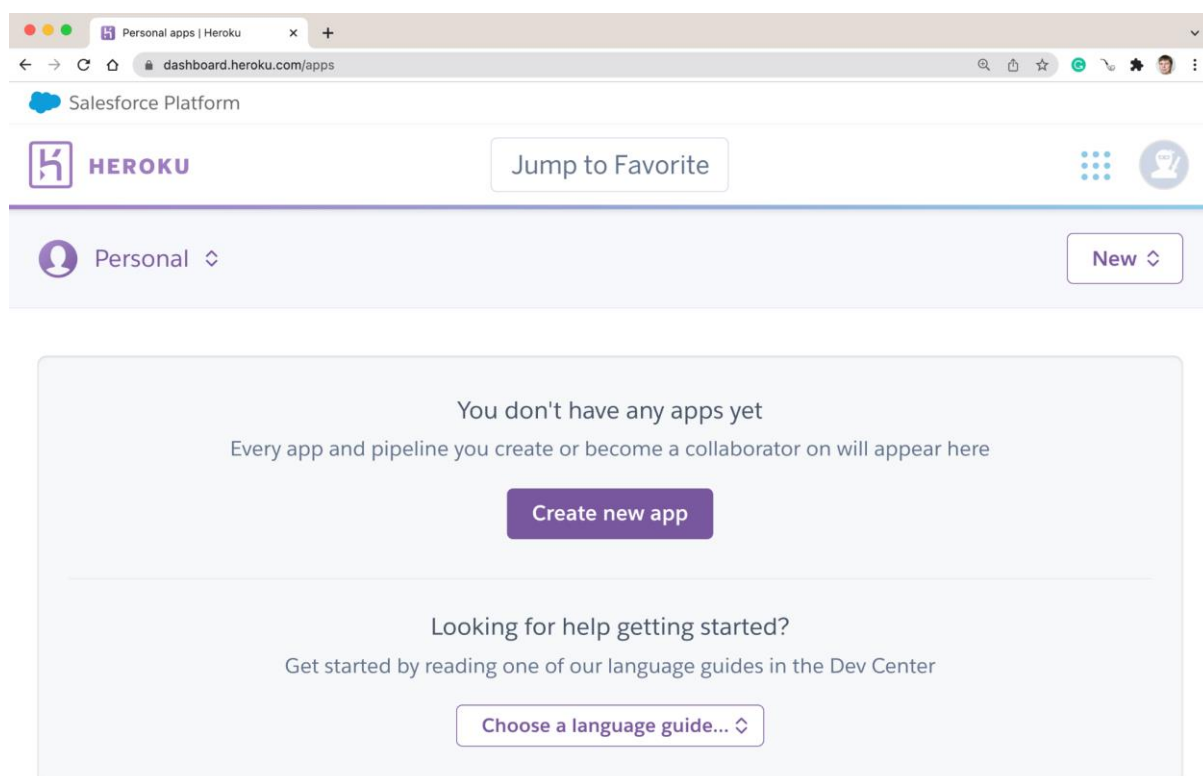 Personal apps | Heroku
dashboard.heroku.com/apps
Salesforce Platform
HEROKU
Jump to Favorite
Personal
New
You don't have any apps yet
Every app and pipeline you create or become a collaborator on will appear here
Create new app
Looking for help getting started?
Get started by reading one of our language guides in the Dev Center
Choose a language guide...